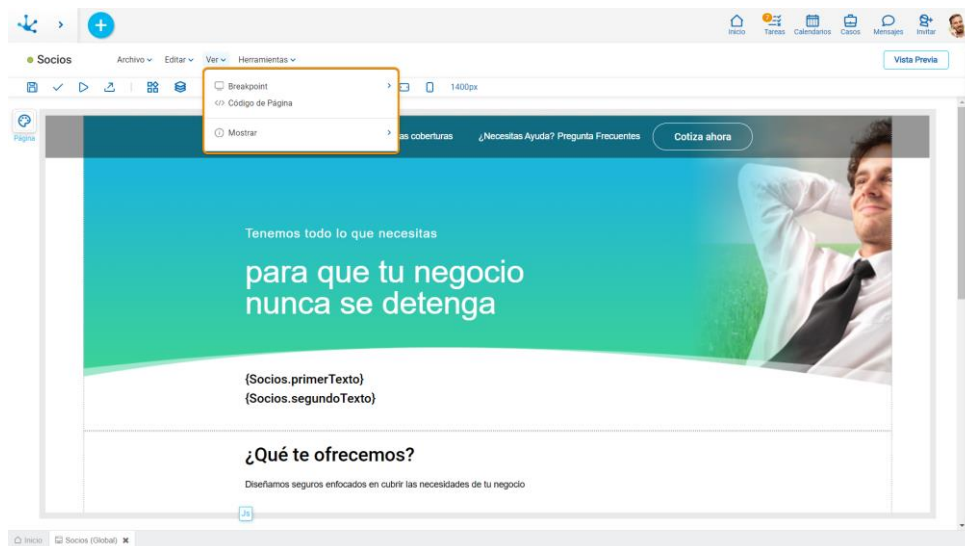 7
Inicio
Tareas
Calendarios
Casos
Mensajes
Invitar
Socios
Archivo
Editar
Ver
Herramientas
Vista Previa
Breakpoint
</> Código de Página
Mostrar
1400px
Página
as coberturas
¿Necesitas Ayuda? Pregunta Frecuentes
Cotiza ahora
Tenemos todo lo que necesitas
para que tu negocio
nunca se detenga
{Socios.primerTexto}
{Socios.segundoTexto}
¿Qué te ofrecemos?
Diseñamos seguros enfocados en cubrir las necesidades de tu negocio
Js
Inicio
Socios (Global)